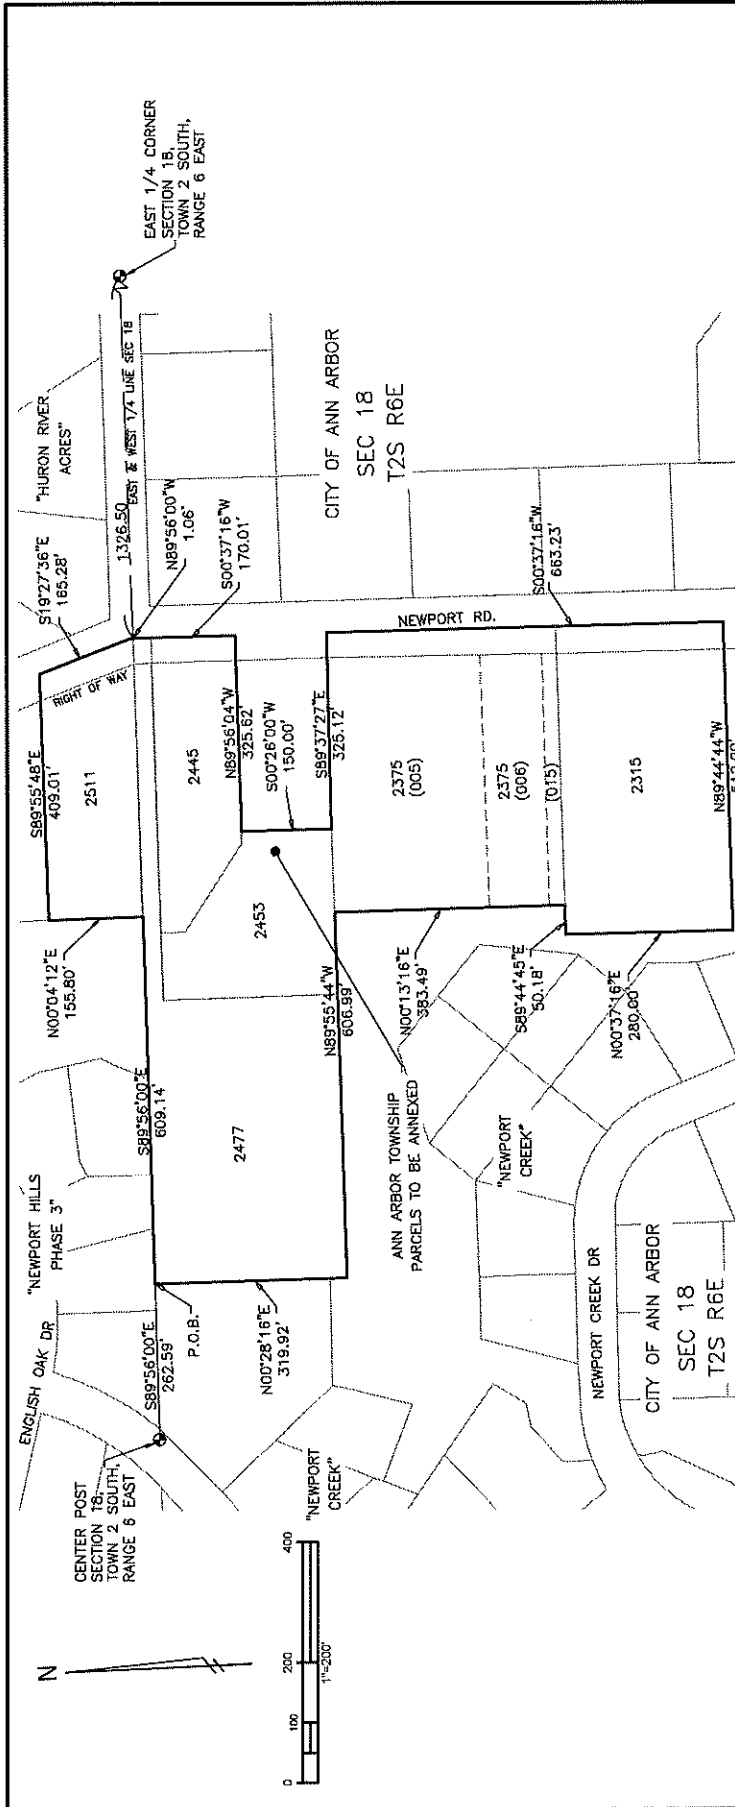 N
0
100
200
400
1"=200'
CENTER POST
SECTION 18,
TOWN 2 SOUTH,
RANGE 6 EAST
ENGLISH OAK DR
S89°56'00"E
262.59'
P.O.B.
N00°28'16"E
319.92'
"NEWPORT
CREEK"
"NEWPORT HILLS
PHASE 3"
S89°56'00"E
609.14'
2477
N00°04'12"E
155.80'
S89°55'48"E
409.01'
2511
RIGHT OF WAY
S19°27'36"E
165.28'
"HURON RIVER
ACRES"
1326.50
EAST & WEST 1/4 LINE SEC 18
EAST 1/4 CORNER
SECTION 18,
TOWN 2 SOUTH,
RANGE 6 EAST
N89°56'00"W
1.06'
S00°37'16"W
170.01'
2445
N89°56'04"W
325.62'
S00°26'00"W
150.00'
S89°37'27"E
325.12'
2453
N89°55'44"W
606.99'
CITY OF ANN ARBOR
SEC 18
T2S R6E
NEWPORT RD.
S00°37'16"W
663.23'
2375
(005)
2375
(006)
(015)
2315
N89°44'44"W
N00°13'16"E
383.49'
S89°44'45"E
50.18'
N00°37'16"E
280.00'
ANN ARBOR TOWNSHIP
PARCELS TO BE ANNEXED
"NEWPORT
CREEK"
NEWPORT CREEK DR
CITY OF ANN ARBOR
SEC 18
T2S R6E